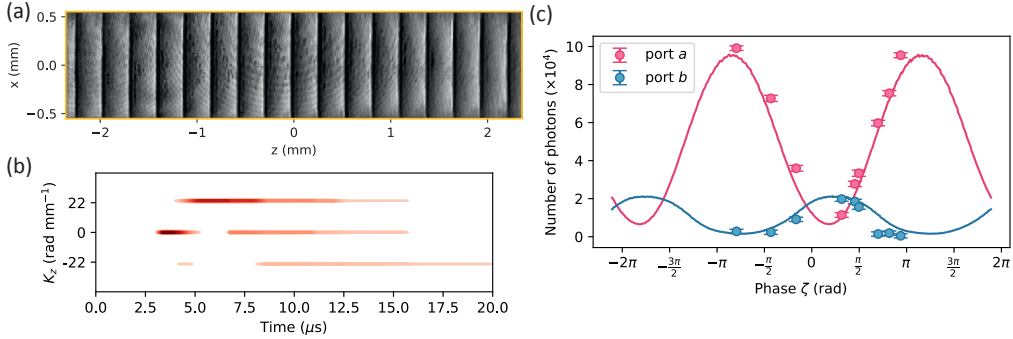 (a)
x (mm)
0.5
0.0
−0.5
−2
−1
0
1
2
z (mm)
(b)
K_z (rad mm⁻¹)
22
0
-22
0.0
2.5
5.0
7.5
10.0
12.5
15.0
17.5
20.0
Time (μs)
(c)
Number of photons (×10⁴)
10
8
6
4
2
0
port a
port b
−2π
−3π/2
−π
−π/2
0
π/2
π
3π/2
2π
Phase ζ (rad)